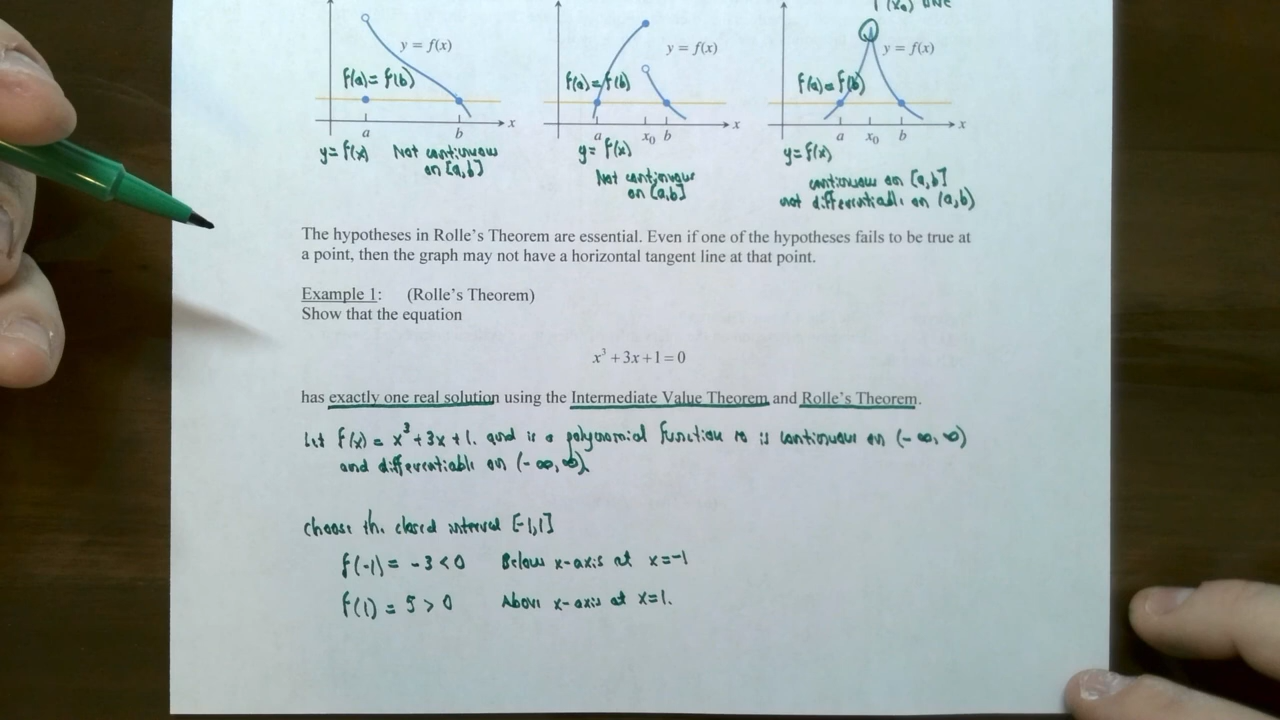 f'(x₀) DNE
y = f(x) y = f(x) y = f(x)
f(a) = f(b) f(a) = f(b) f(a) = f(b)
a b x a x₀ b x a x₀ b x
y = f(x) Not continuous y = f(x) y = f(x)
on [a,b] Not continuous continuous on [a,b]
on [a,b] not differentiable on (a,b)
The hypotheses in Rolle's Theorem are essential. Even if one of the hypotheses fails to be true at
a point, then the graph may not have a horizontal tangent line at that point.
Example 1: (Rolle's Theorem)
Show that the equation
x³ + 3x + 1 = 0
has exactly one real solution using the Intermediate Value Theorem and Rolle's Theorem.
Let f(x) = x³ + 3x + 1. and is a polynomial function so is continuous on (-∞, ∞)
and differentiable on (-∞, ∞).
choose the closed interval [-1,1]
f(-1) = -3 < 0 Below x-axis at x=-1
f(1) = 5 > 0 Above x-axis at x=1.